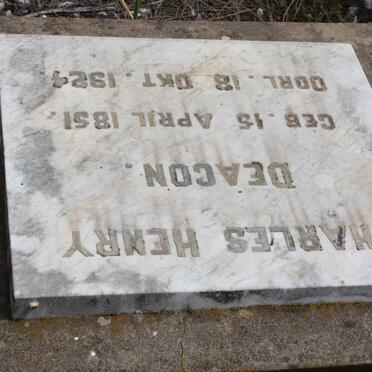 HARLES HENRY
DEACON.
GEB. 15 APRIL 1851.
OORL. 18 OKT. 1924